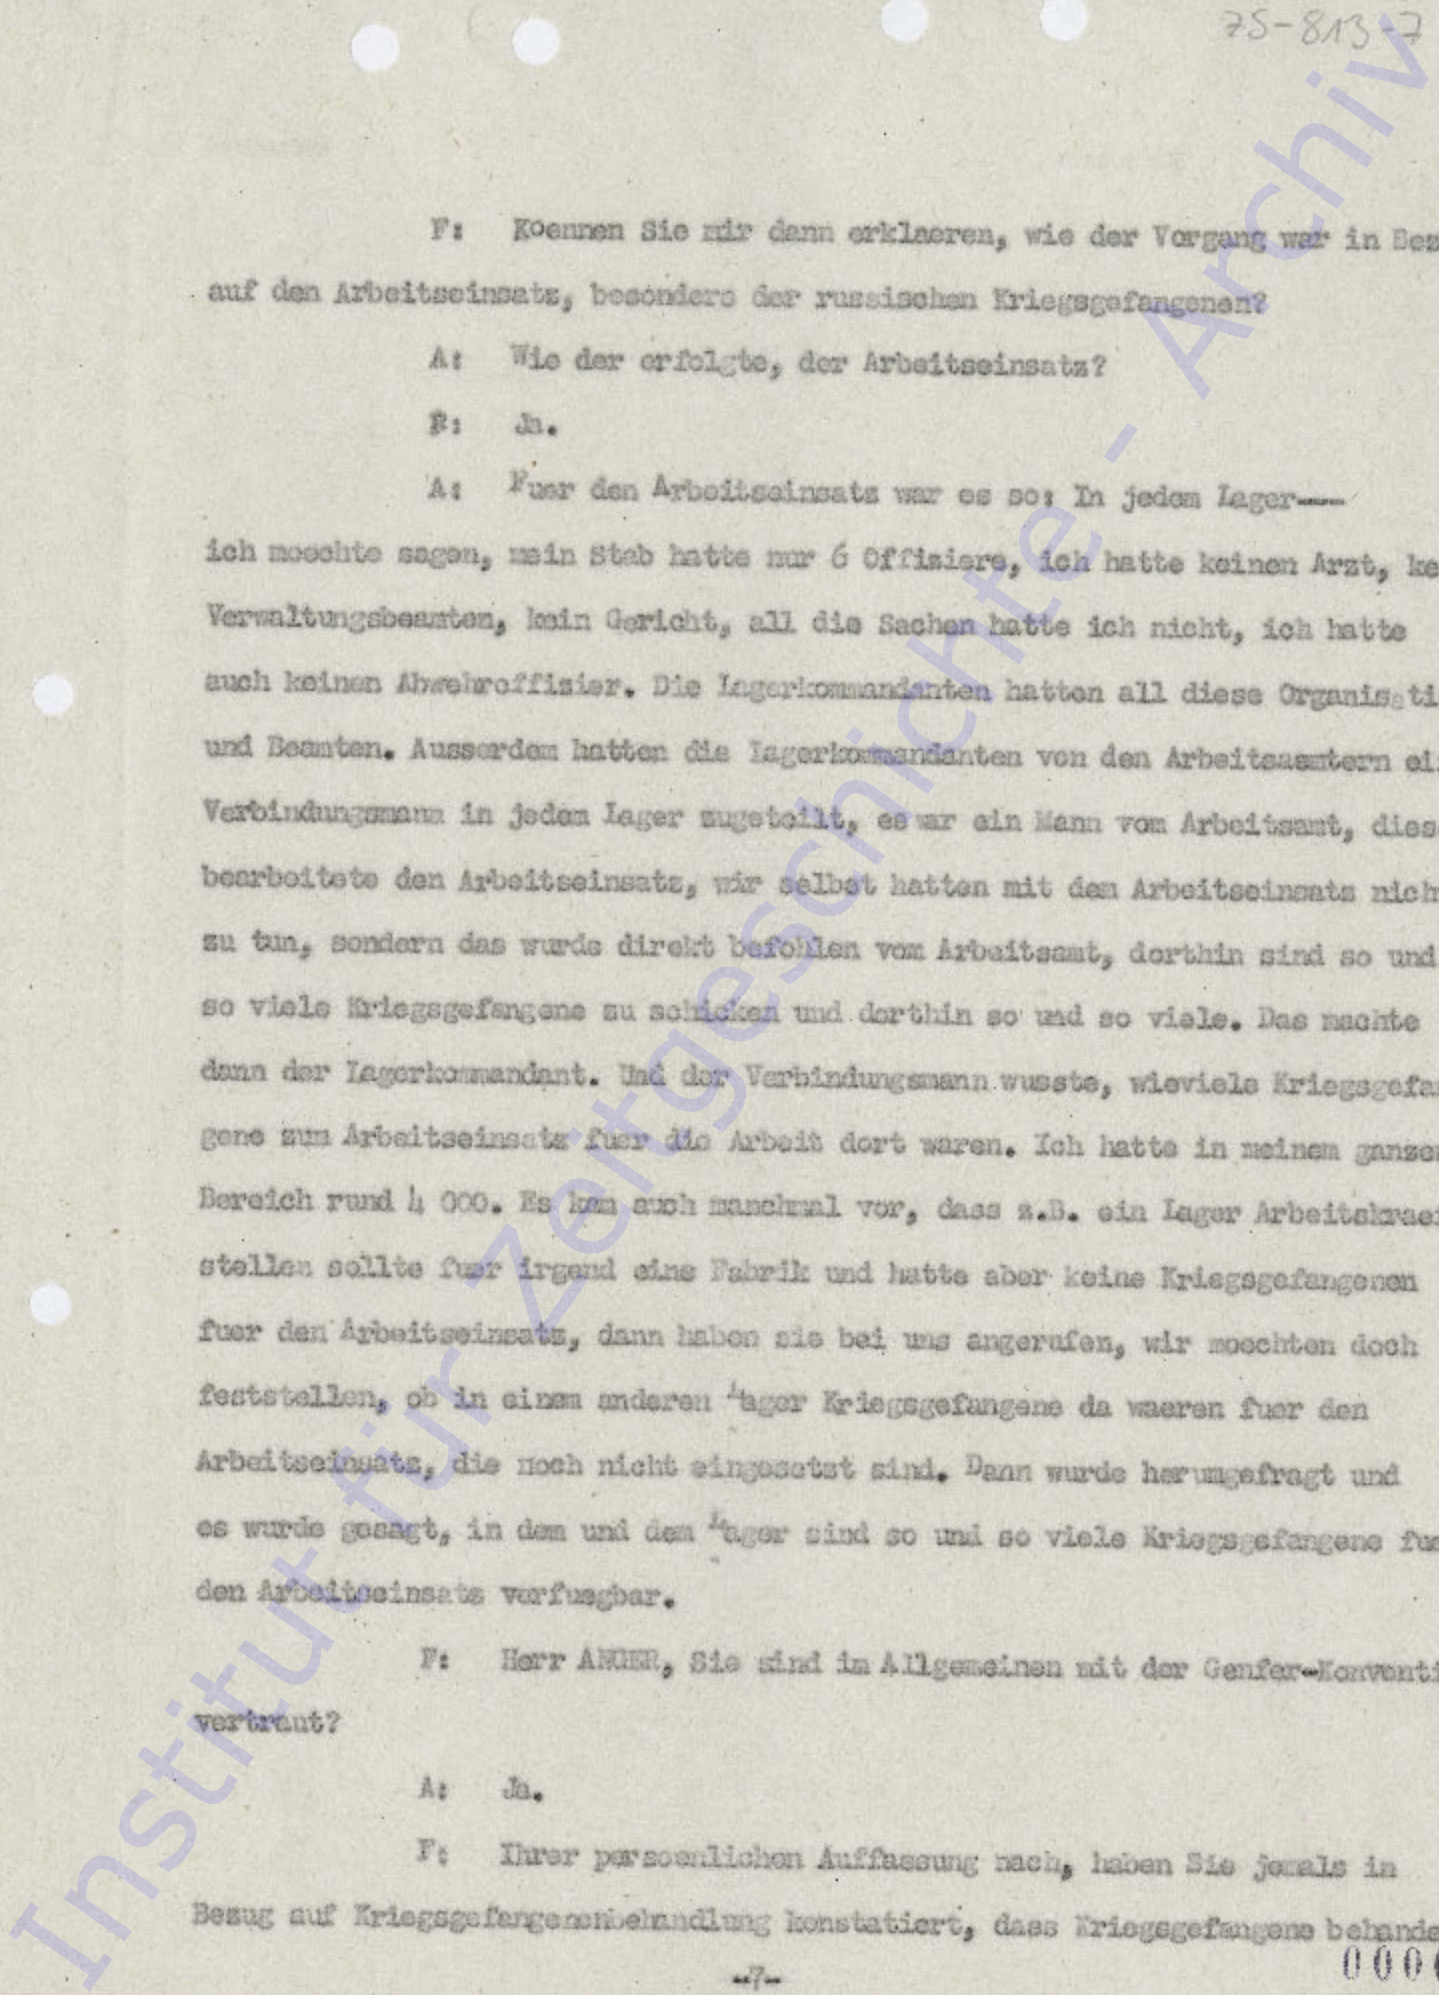 ZS-813-7
F: Koennen Sie mir dann erklaeren, wie der Vorgang war in Bez
auf den Arbeitseinsatz, besonders der russischen Kriegsgefangenen?
A: Wie der erfolgte, der Arbeitseinsatz?
F: Ja.
A: Fuer den Arbeitseinsatz war es so: In jedem Lager---
ich moechte sagen, mein Stab hatte nur 6 Offiziere, ich hatte keinen Arzt, ke
Verwaltungsbeamten, kein Gericht, all die Sachen hatte ich nicht, ich hatte
auch keinen Abwehroffizier. Die Lagerkommandanten hatten all diese Organisati
und Beamten. Ausserdem hatten die Lagerkommandanten von den Arbeitsaemtern ei
Verbindungsmann in jedem Lager zugeteilt, es war ein Mann vom Arbeitsamt, dies
bearbeitete den Arbeitseinsatz, wir selbst hatten mit dem Arbeitseinsatz nich
zu tun, sondern das wurde direkt befohlen vom Arbeitsamt, dorthin sind so und
so viele Kriegsgefangene zu schicken und dorthin so und so viele. Das machte
dann der Lagerkommandant. Und der Verbindungsmann wusste, wieviele Kriegsgefa
gene zum Arbeitseinsatz fuer die Arbeit dort waren. Ich hatte in meinem ganzen
Bereich rund 4 000. Es kam auch manchmal vor, dass z.B. ein Lager Arbeitskraef
stellen sollte fuer irgend eine Fabrik und hatte aber keine Kriegsgefangenen
fuer den Arbeitseinsatz, dann haben sie bei uns angerufen, wir moechten doch
feststellen, ob in einem anderen Lager Kriegsgefangene da waeren fuer den
Arbeitseinsatz, die noch nicht eingesetzt sind. Dann wurde herumgefragt und
es wurde gesagt, in dem und dem Lager sind so und so viele Kriegsgefangene fue
den Arbeitseinsatz verfuegbar.
F: Herr ANGER, Sie sind im Allgemeinen mit der Genfer-Konventi
vertraut?
A: Ja.
F: Ihrer persoenlichen Auffassung nach, haben Sie jemals in
Bezug auf Kriegsgefangenenbehandlung konstatiert, dass Kriegsgefangene behande
-7-
000
Institut für Zeitgeschichte - Archiv